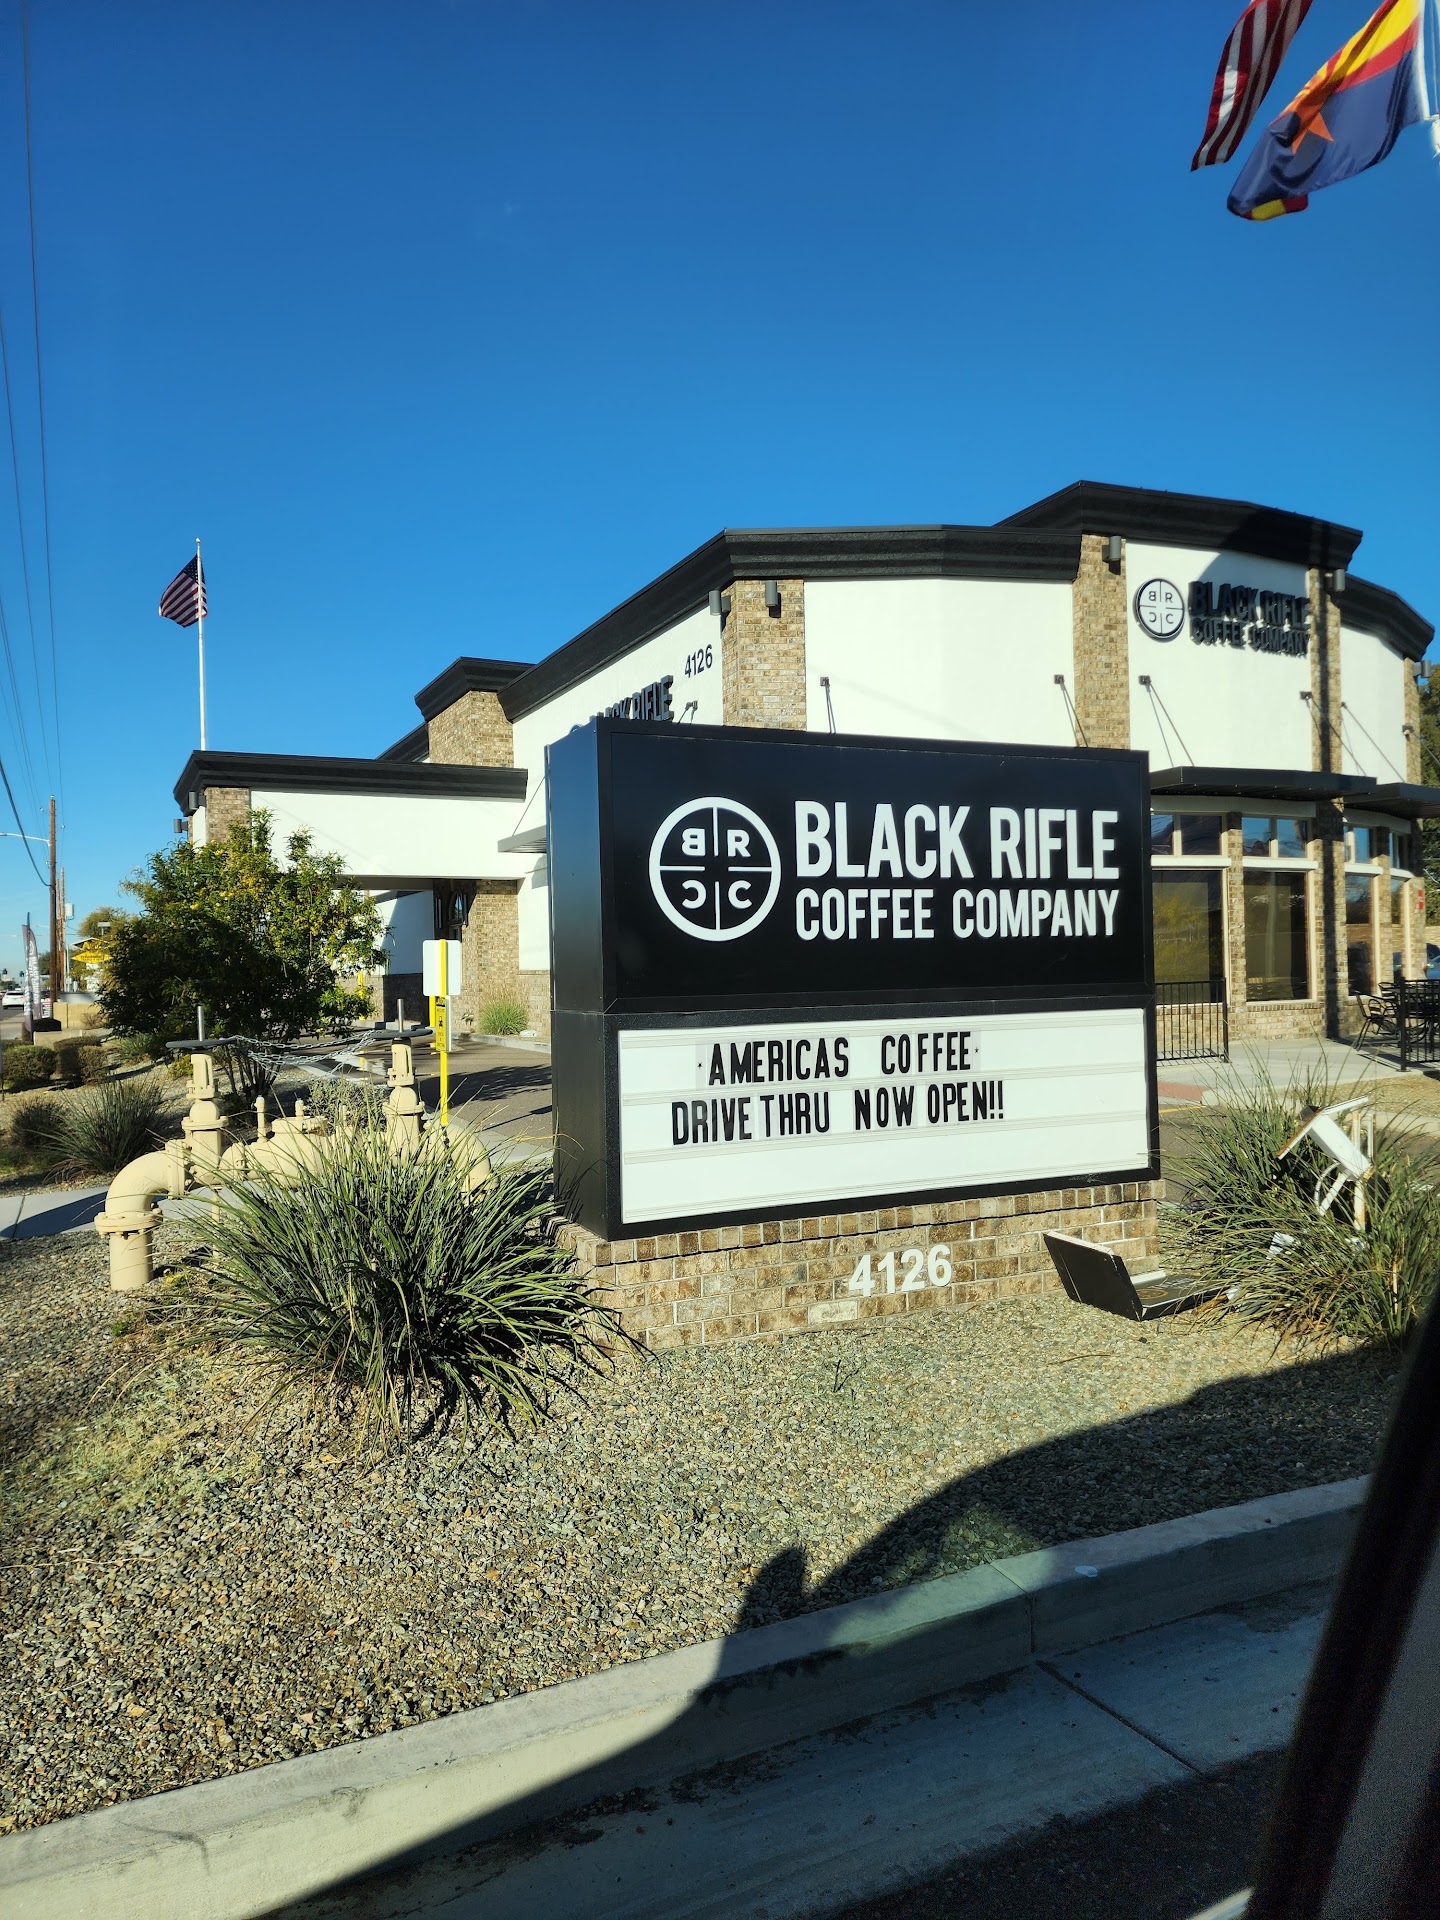 BLACK RIFLE
COFFEE COMPANY
4126
BLACK RIFLE
B R
C C
BLACK RIFLE
COFFEE COMPANY
B R
C C
·AMERICAS COFFEE·
DRIVE THRU NOW OPEN!!
4126